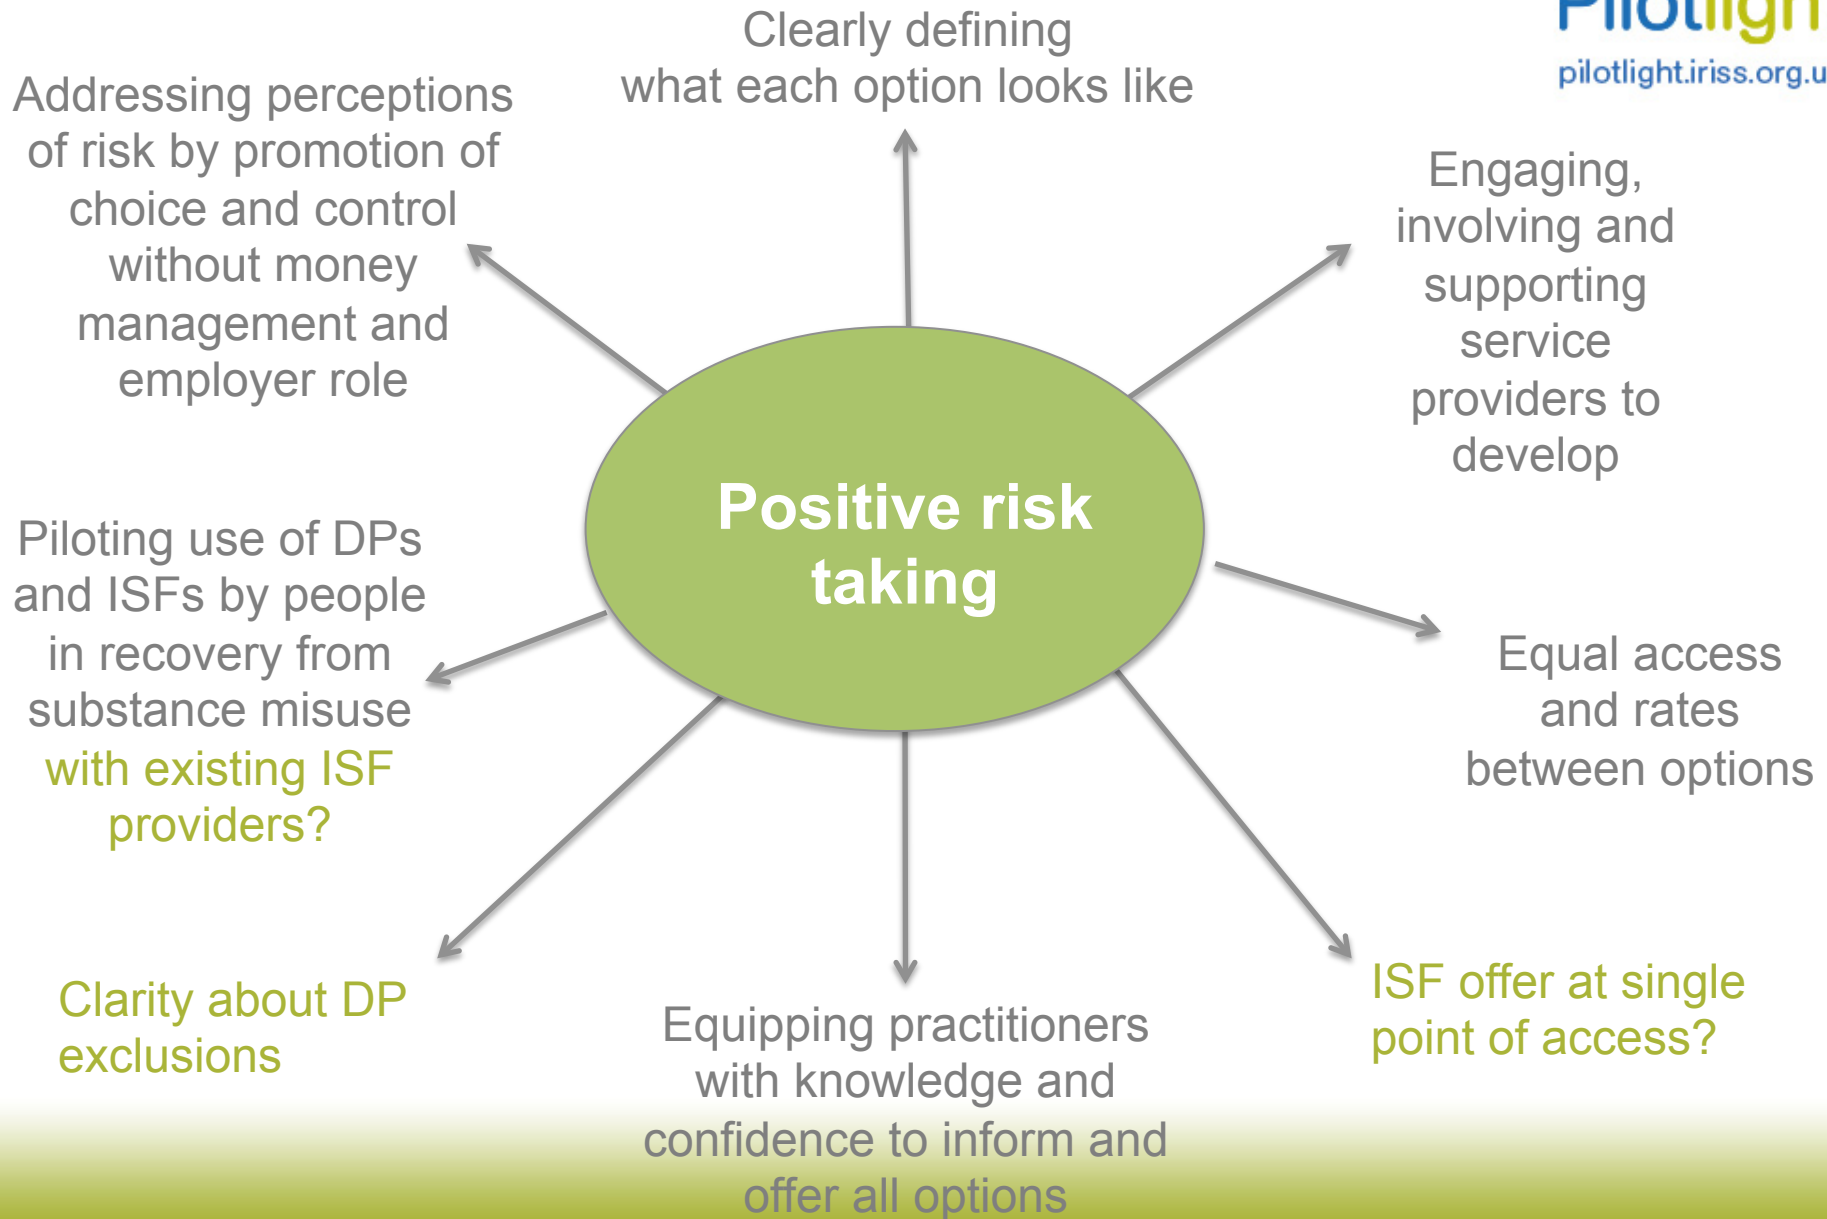 Pilotligh
pilotlight.iriss.org.u
Clearly defining
what each option looks like
Addressing perceptions
of risk by promotion of
choice and control
without money
management and
employer role
Engaging,
involving and
supporting
service
providers to
develop
Positive risk
taking
Piloting use of DPs
and ISFs by people
in recovery from
substance misuse
with existing ISF
providers?
Equal access
and rates
between options
Clarity about DP
exclusions
Equipping practitioners
with knowledge and
confidence to inform and
offer all options
ISF offer at single
point of access?